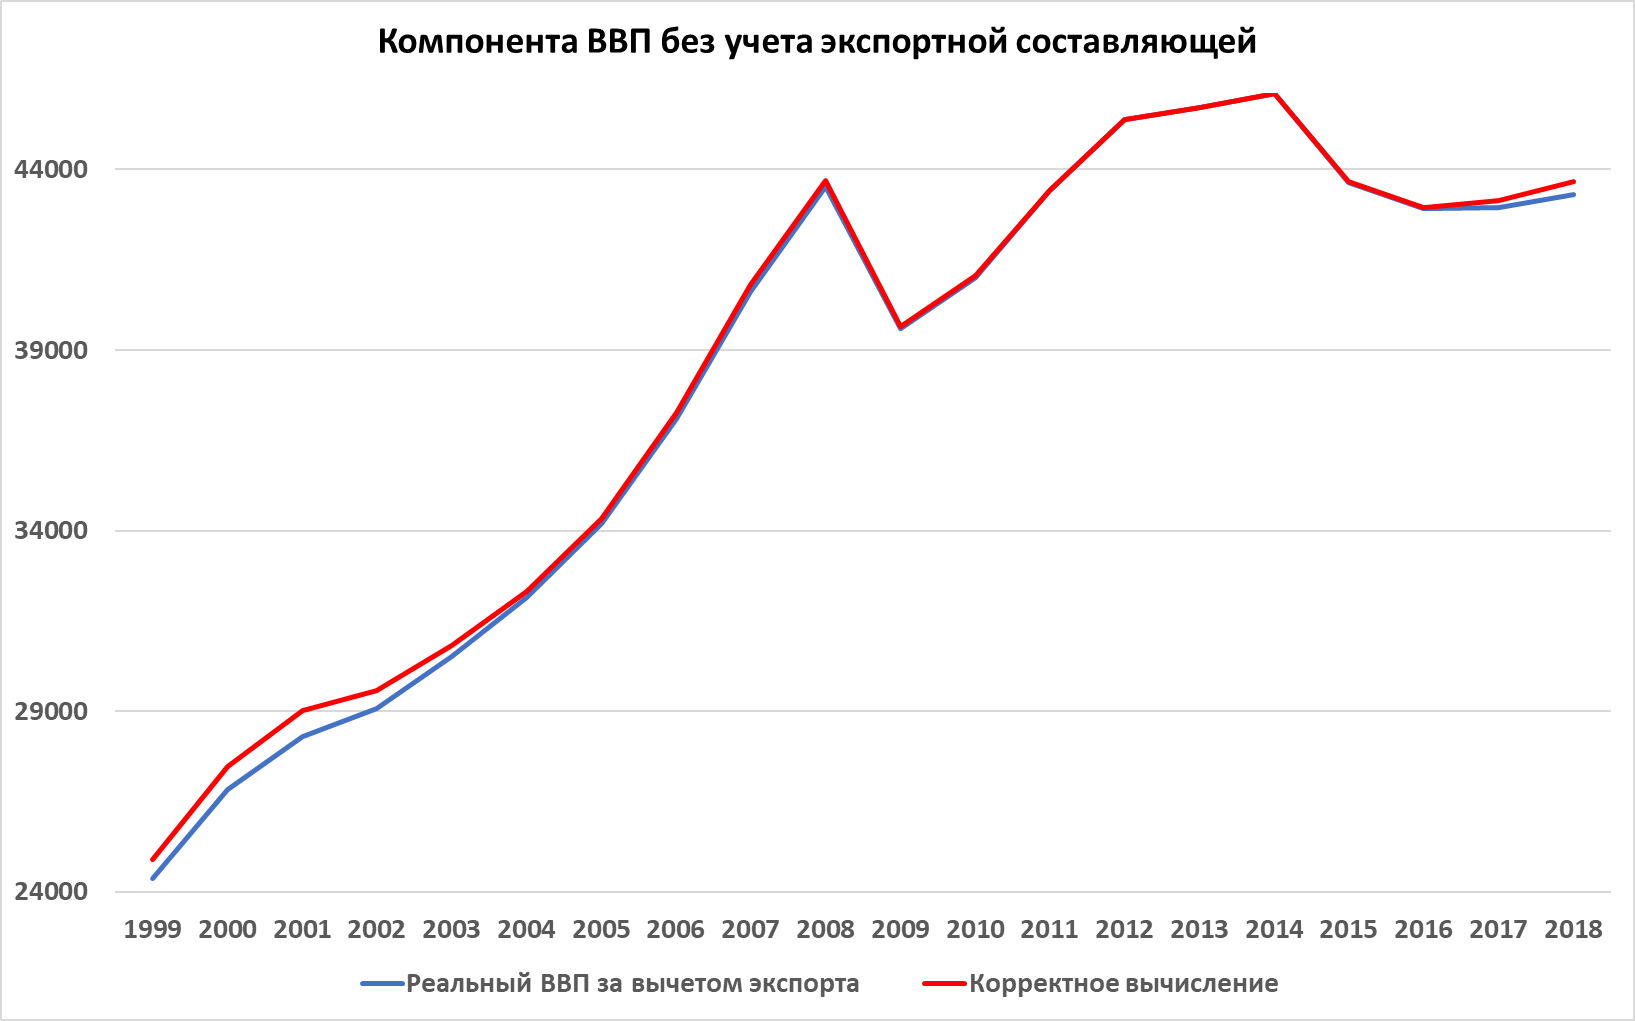 Компонента ВВП без учета экспортной составляющей
44000
39000
34000
29000
24000
1999 2000 2001 2002 2003 2004 2005 2006 2007 2008 2009 2010 2011 2012 2013 2014 2015 2016 2017 2018
Реальный ВВП за вычетом экспорта Корректное вычисление